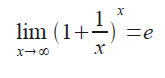 lim x→∞ (1+1/x)^x=e